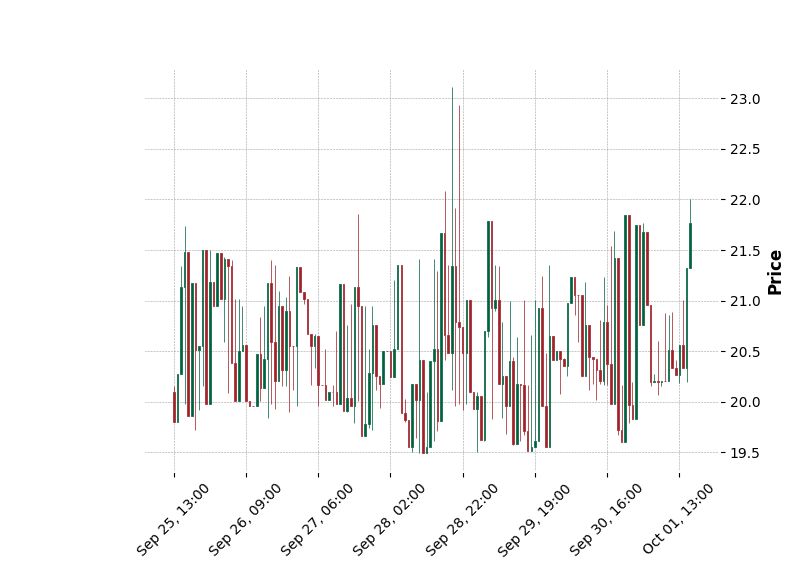 23.0
22.5
22.0
21.5
21.0
20.5
20.0
19.5
Price
Sep 25, 13:00
Sep 26, 09:00
Sep 27, 06:00
Sep 28, 02:00
Sep 28, 22:00
Sep 29, 19:00
Sep 30, 16:00
Oct 01, 13:00